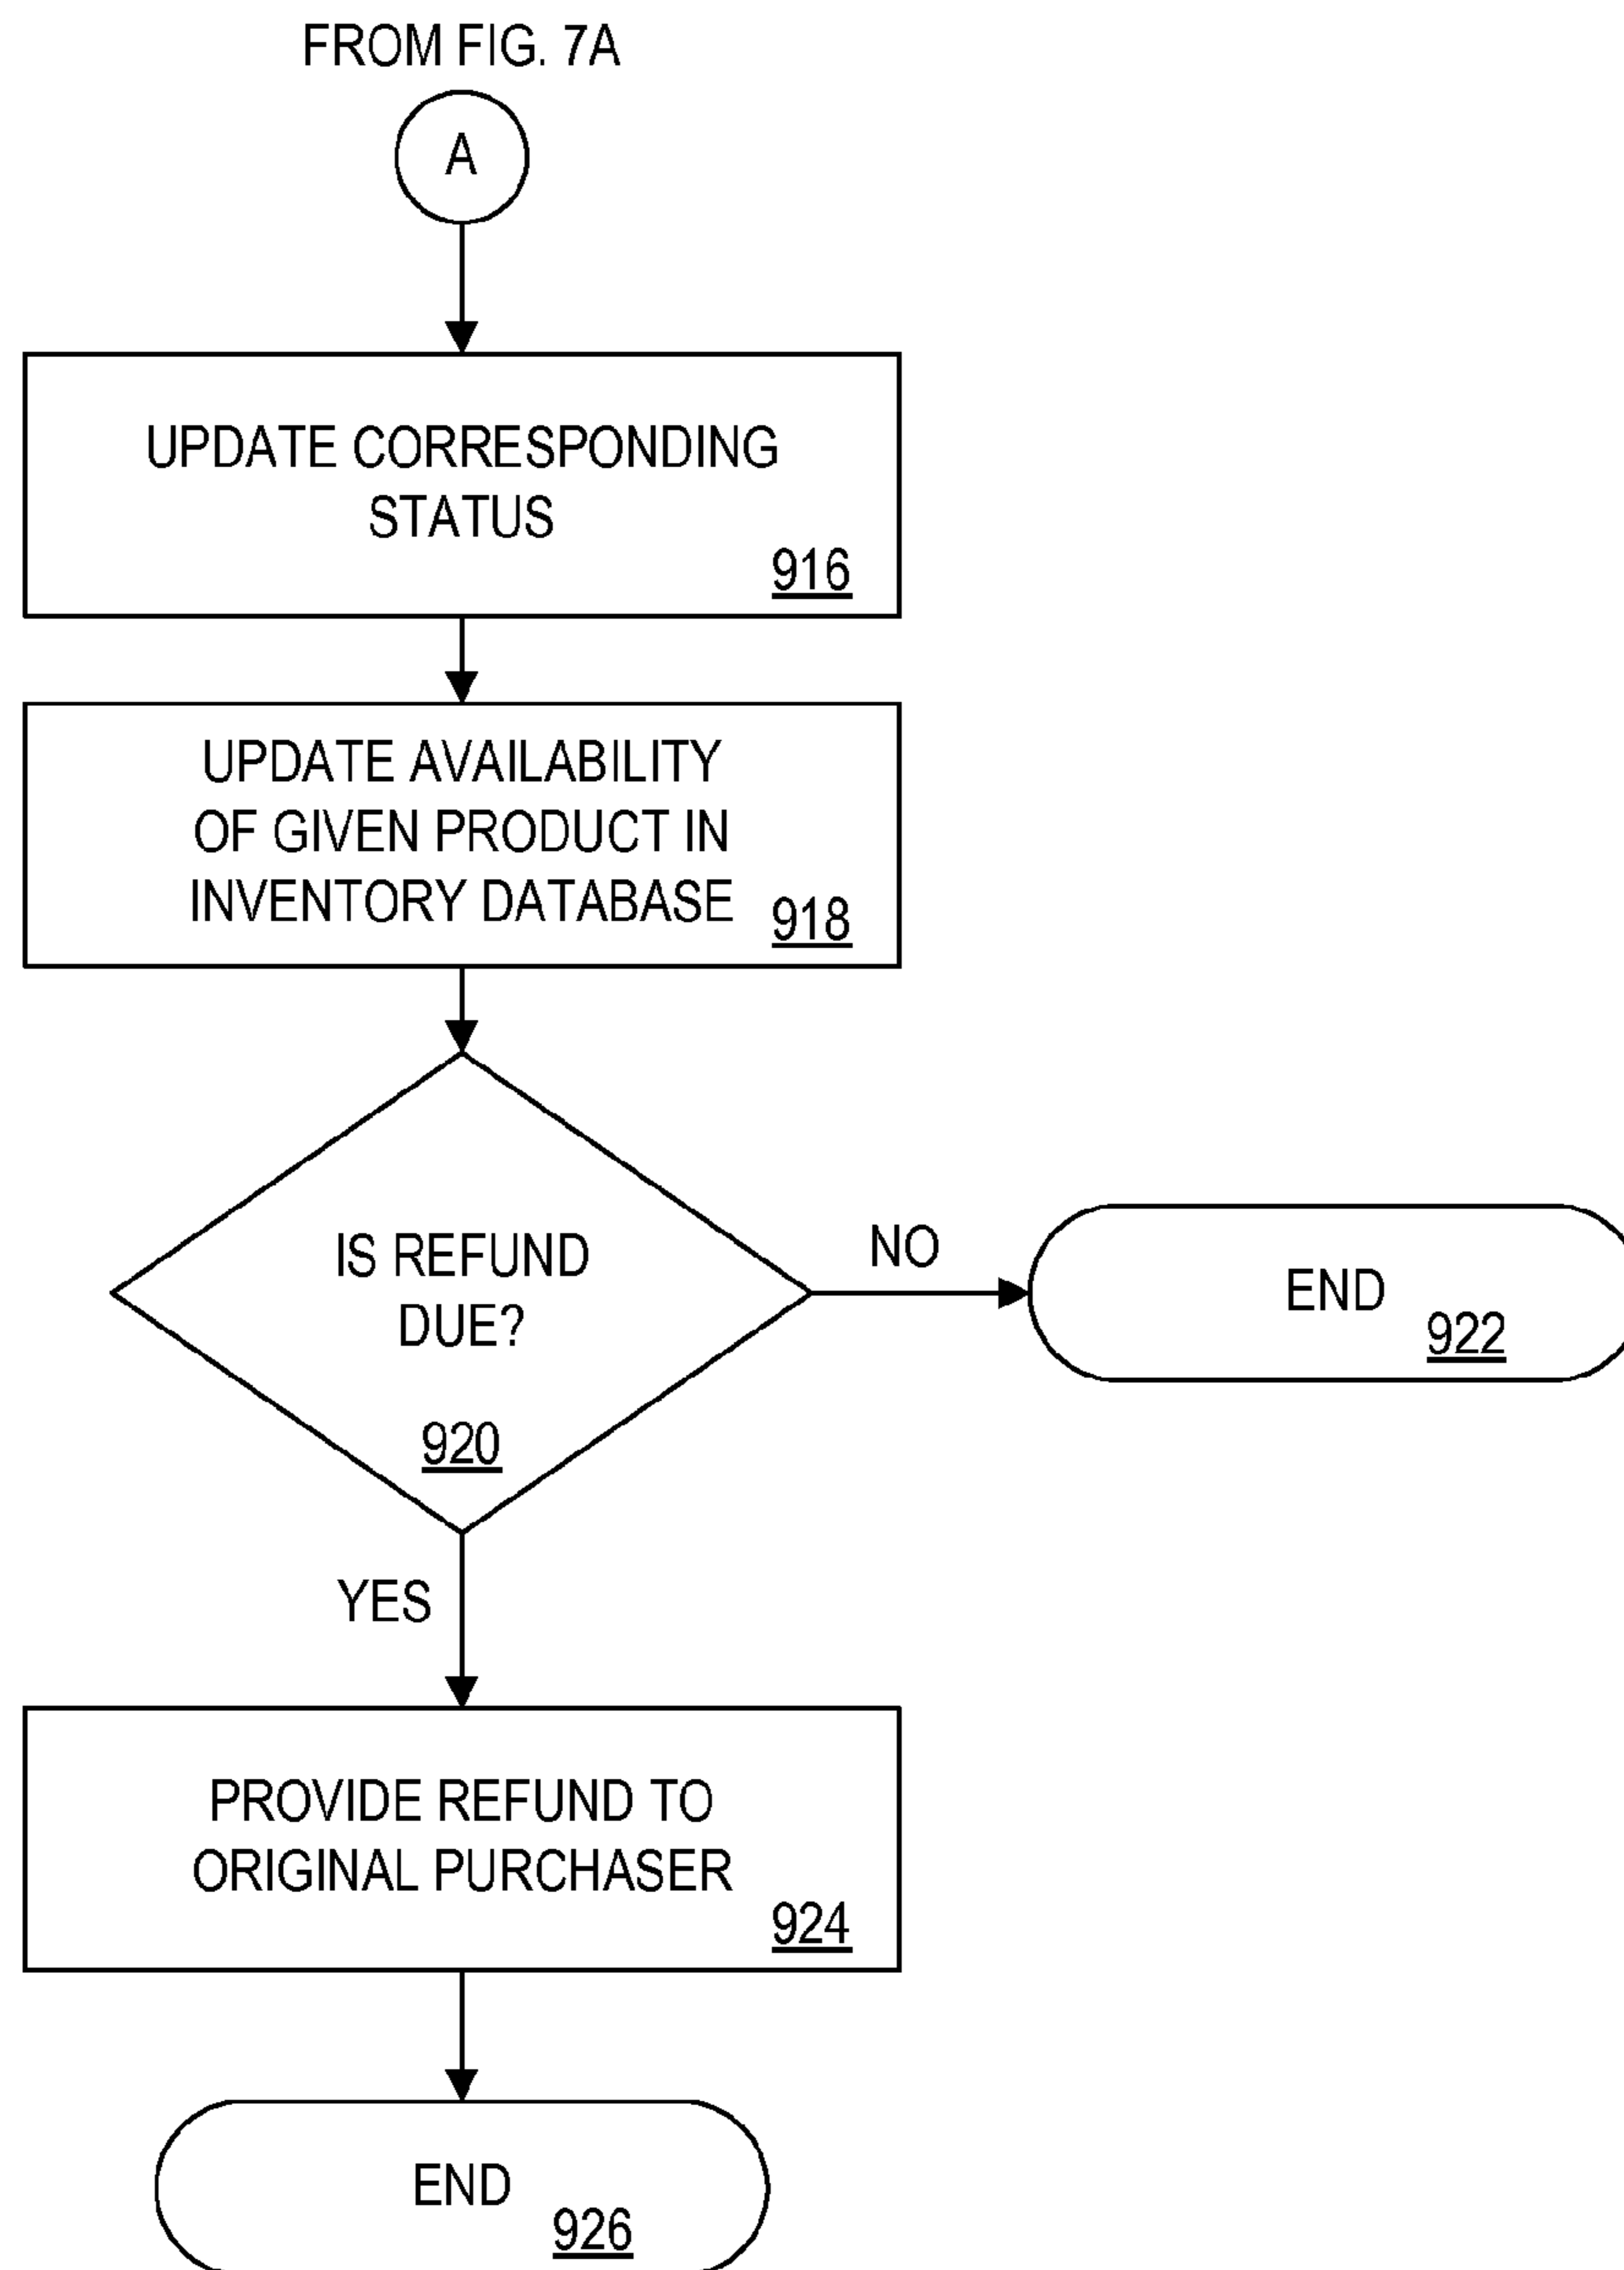 FROM FIG. 7A
A
UPDATE CORRESPONDING
STATUS
916
UPDATE AVAILABILITY
OF GIVEN PRODUCT IN
INVENTORY DATABASE
918
IS REFUND
DUE?
920
NO
END
922
YES
PROVIDE REFUND TO
ORIGINAL PURCHASER
924
END
926